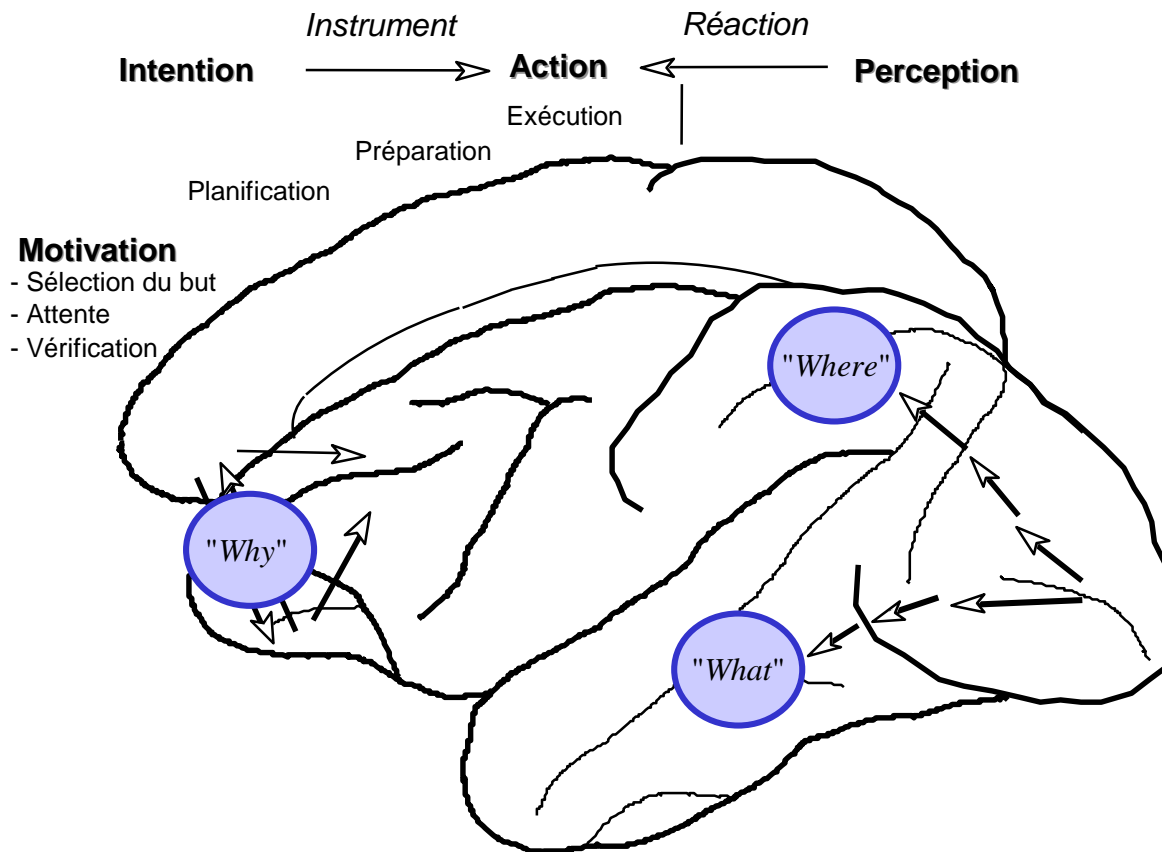 Instrument
Réaction
Intention
Action
Perception
Exécution
Préparation
Planification
Motivation
- Sélection du but
- Attente
- Vérification
"Where"
"Why"
"What"